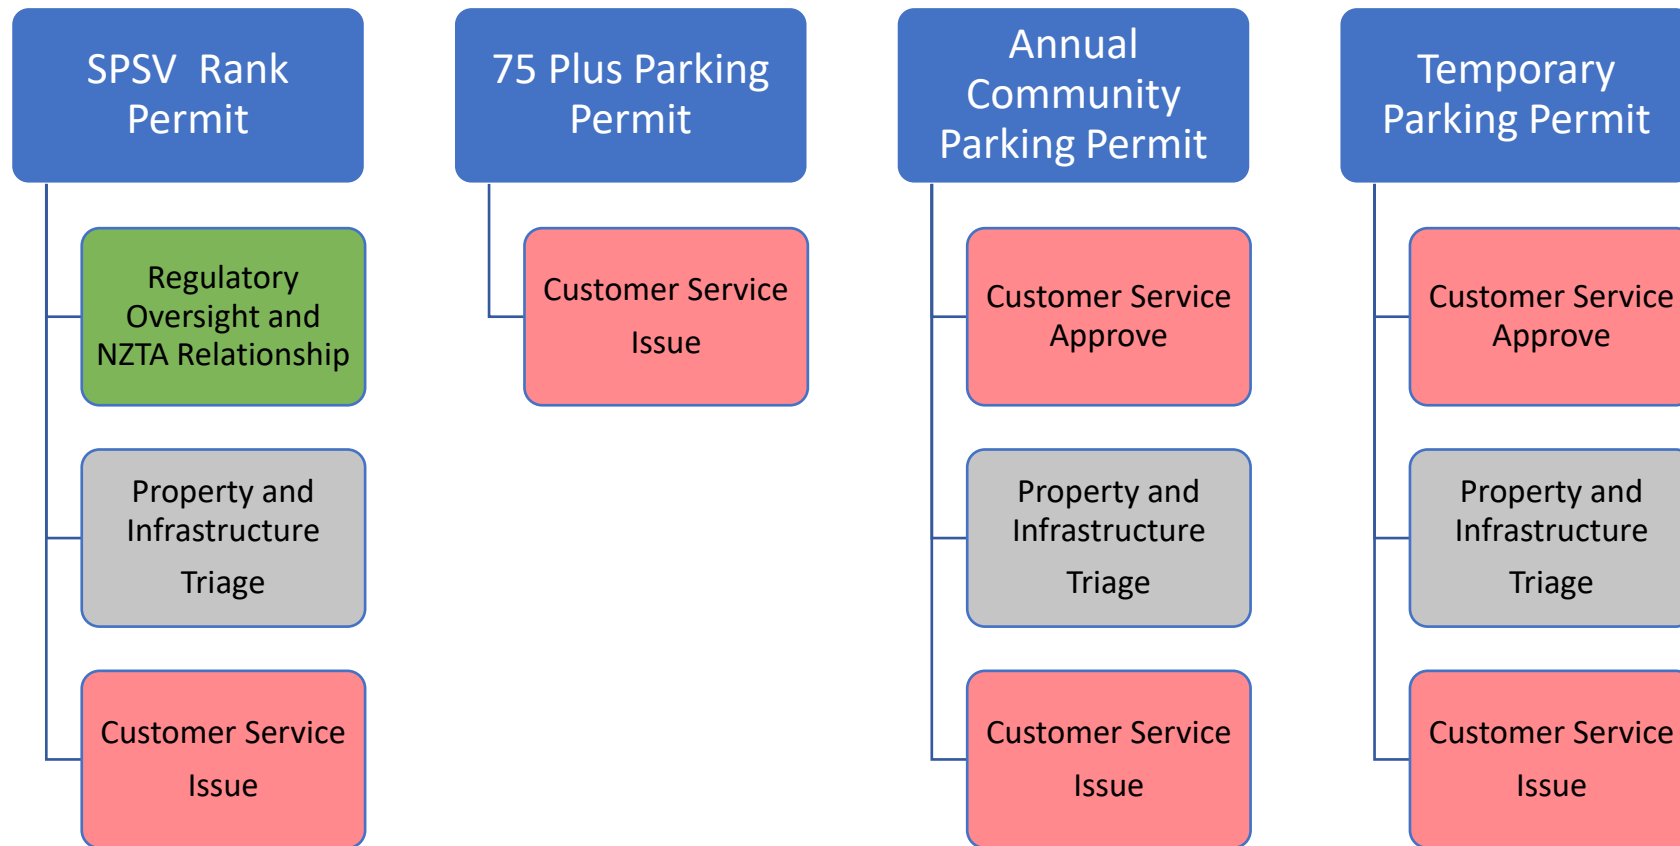 SPSV Rank
Permit
Regulatory
Oversight and
NZTA Relationship
Property and
Infrastructure
Triage
Customer Service
Issue
75 Plus Parking
Permit
Customer Service
Issue
Annual
Community
Parking Permit
Customer Service
Approve
Property and
Infrastructure
Triage
Customer Service
Issue
Temporary
Parking Permit
Customer Service
Approve
Property and
Infrastructure
Triage
Customer Service
Issue